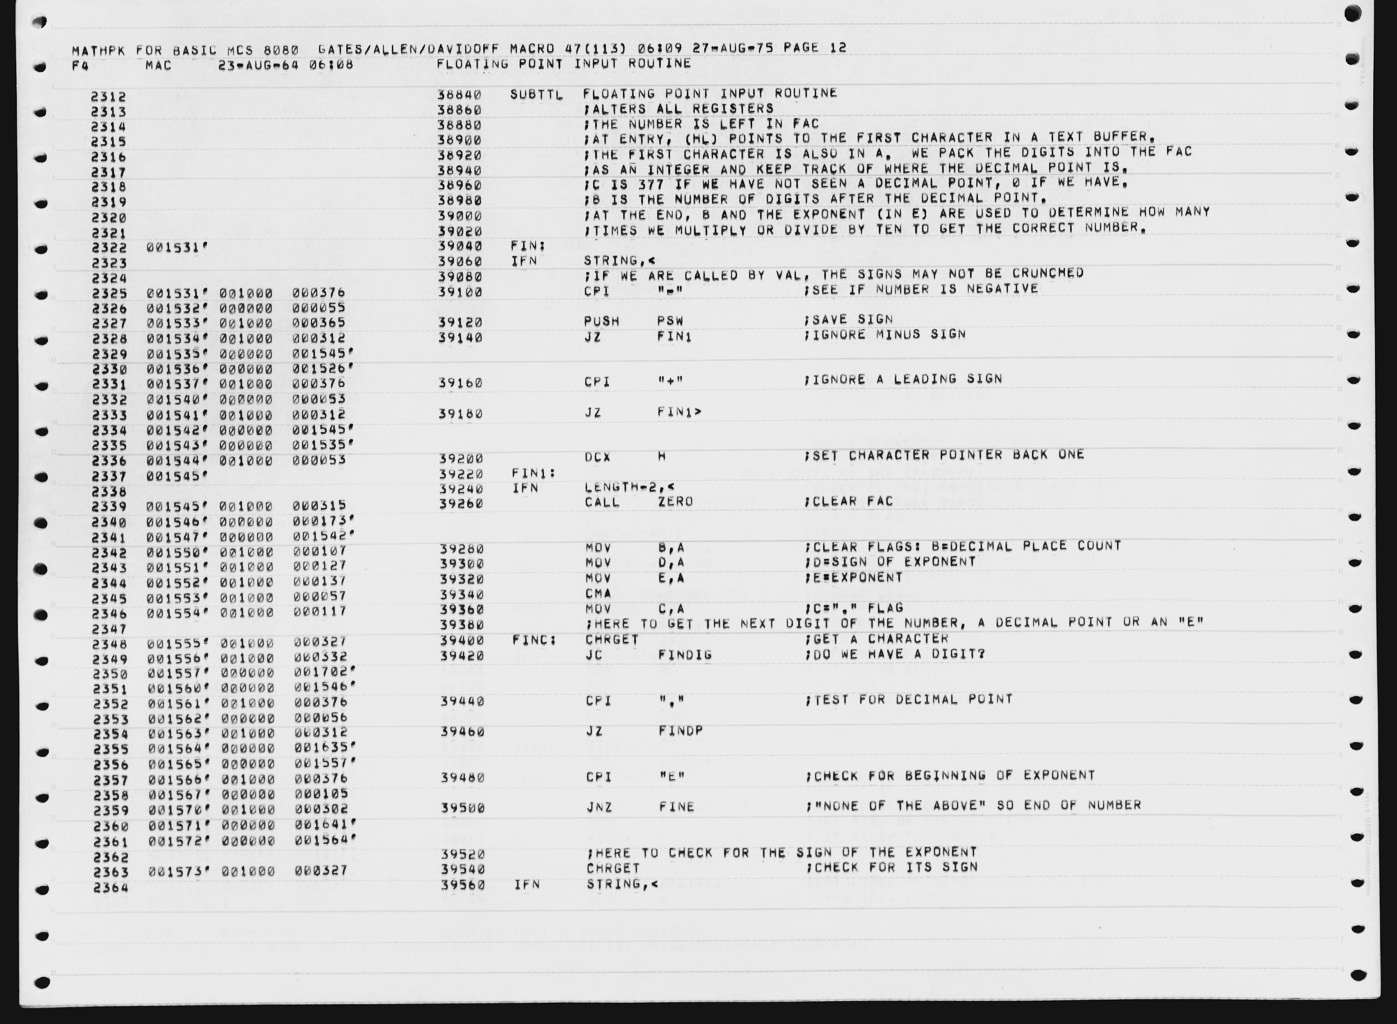 MATHPK FOR BASIC MCS 8080  GATES/ALLEN/DAVIDOFF MACRO 47(113) 06:09 27-AUG-75 PAGE 12
F4      MAC     23-AUG-64 06:08         FLOATING POINT INPUT ROUTINE
2312 38840 SUBTTL FLOATING POINT INPUT ROUTINE
2313 38860 ;ALTERS ALL REGISTERS
2314 38880 ;THE NUMBER IS LEFT IN FAC
2315 38900 ;AT ENTRY, (HL) POINTS TO THE FIRST CHARACTER IN A TEXT BUFFER.
2316 38920 ;THE FIRST CHARACTER IS ALSO IN A.  WE PACK THE DIGITS INTO THE FAC
2317 38940 ;AS AN INTEGER AND KEEP TRACK OF WHERE THE DECIMAL POINT IS.
2318 38960 ;C IS 377 IF WE HAVE NOT SEEN A DECIMAL POINT, 0 IF WE HAVE.
2319 38980 ;B IS THE NUMBER OF DIGITS AFTER THE DECIMAL POINT.
2320 39000 ;AT THE END, B AND THE EXPONENT (IN E) ARE USED TO DETERMINE HOW MANY
2321 39020 ;TIMES WE MULTIPLY OR DIVIDE BY TEN TO GET THE CORRECT NUMBER.
2322 001531' 39040 FIN:
2323 39060 IFN STRING,<
2324 39080 ;IF WE ARE CALLED BY VAL, THE SIGNS MAY NOT BE CRUNCHED
2325 001531' 001000 000376 39100 CPI "-" ;SEE IF NUMBER IS NEGATIVE
2326 001532' 000000 000055
2327 001533' 001000 000365 39120 PUSH PSW ;SAVE SIGN
2328 001534' 001000 000312 39140 JZ FIN1 ;IGNORE MINUS SIGN
2329 001535' 000000 001545'
2330 001536' 000000 001526'
2331 001537' 001000 000376 39160 CPI "+" ;IGNORE A LEADING SIGN
2332 001540' 000000 000053
2333 001541' 001000 000312 39180 JZ FIN1>
2334 001542' 000000 001545'
2335 001543' 000000 001535'
2336 001544' 001000 000053 39200 DCX H ;SET CHARACTER POINTER BACK ONE
2337 001545' 39220 FIN1:
2338 39240 IFN LENGTH-2,<
2339 001545' 001000 000315 39260 CALL ZERO ;CLEAR FAC
2340 001546' 000000 000173'
2341 001547' 000000 001542'
2342 001550' 001000 000107 39280 MOV B,A ;CLEAR FLAGS: B=DECIMAL PLACE COUNT
2343 001551' 001000 000127 39300 MOV D,A ;D=SIGN OF EXPONENT
2344 001552' 001000 000137 39320 MOV E,A ;E=EXPONENT
2345 001553' 001000 000057 39340 CMA
2346 001554' 001000 000117 39360 MOV C,A ;C="." FLAG
2347 39380 ;HERE TO GET THE NEXT DIGIT OF THE NUMBER, A DECIMAL POINT OR AN "E"
2348 001555' 001000 000327 39400 FINC: CHRGET ;GET A CHARACTER
2349 001556' 001000 000332 39420 JC FINDIG ;DO WE HAVE A DIGIT?
2350 001557' 000000 001702'
2351 001560' 000000 001546'
2352 001561' 001000 000376 39440 CPI "." ;TEST FOR DECIMAL POINT
2353 001562' 000000 000056
2354 001563' 001000 000312 39460 JZ FINDP
2355 001564' 000000 001635'
2356 001565' 000000 001557'
2357 001566' 001000 000376 39480 CPI "E" ;CHECK FOR BEGINNING OF EXPONENT
2358 001567' 000000 000105
2359 001570' 001000 000302 39500 JNZ FINE ;"NONE OF THE ABOVE" SO END OF NUMBER
2360 001571' 000000 001641'
2361 001572' 000000 001564'
2362 39520 ;HERE TO CHECK FOR THE SIGN OF THE EXPONENT
2363 001573' 001000 000327 39540 CHRGET ;CHECK FOR ITS SIGN
2364 39560 IFN STRING,<